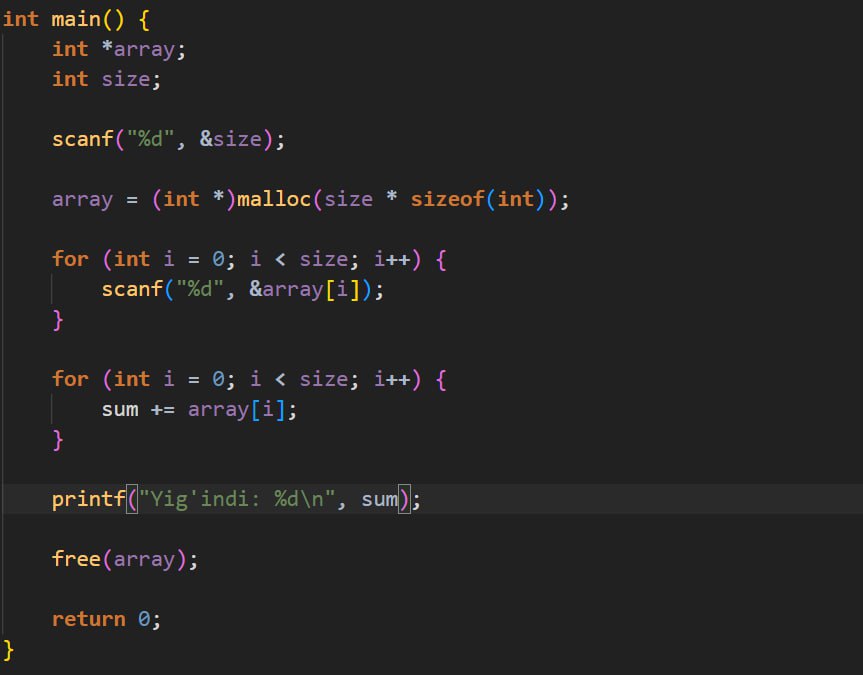 int main() {
    int *array;
    int size;
    scanf("%d", &size);
    array = (int *)malloc(size * sizeof(int));
    for (int i = 0; i < size; i++) {
        scanf("%d", &array[i]);
    }
    for (int i = 0; i < size; i++) {
        sum += array[i];
    }
    printf("Yig'indi: %d\n", sum);
    free(array);
    return 0;
}